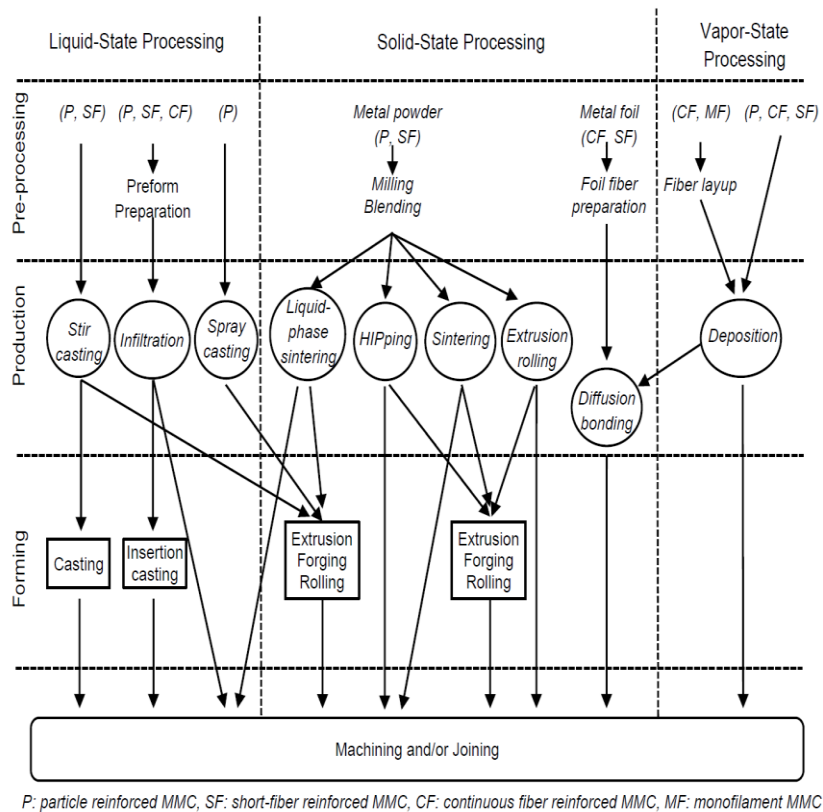 Liquid-State Processing
Solid-State Processing
Vapor-State
Processing
Pre-processing
(P, SF)
(P, SF, CF)
(P)
Metal powder
(P, SF)
Metal foil
(CF, SF)
(CF, MF)
(P, CF, SF)
Preform
Preparation
Milling
Blending
Foil fiber
preparation
Fiber layup
Production
Stir
casting
Infiltration
Spray
casting
Liquid-
phase
sintering
HIPping
Sintering
Extrusion
rolling
Diffusion
bonding
Deposition
Forming
Casting
Insertion
casting
Extrusion
Forging
Rolling
Extrusion
Forging
Rolling
Machining and/or Joining
P: particle reinforced MMC, SF: short-fiber reinforced MMC, CF: continuous fiber reinforced MMC, MF: monofilament MMC